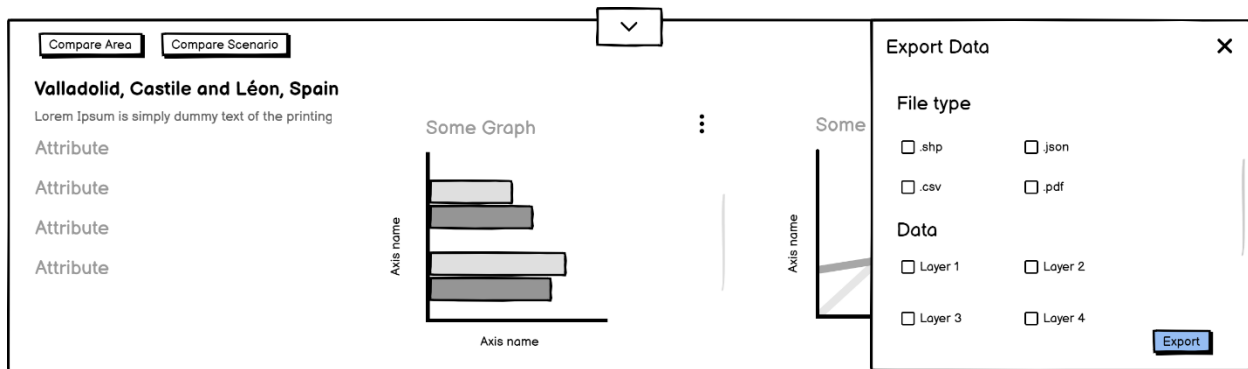 Compare Area
Compare Scenario
Valladolid, Castile and Léon, Spain
Lorem Ipsum is simply dummy text of the printing
Attribute
Attribute
Attribute
Attribute
Some Graph
Axis name
Axis name
Some
Axis name
Export Data
File type
.shp
.json
.csv
.pdf
Data
Layer 1
Layer 2
Layer 3
Layer 4
Export